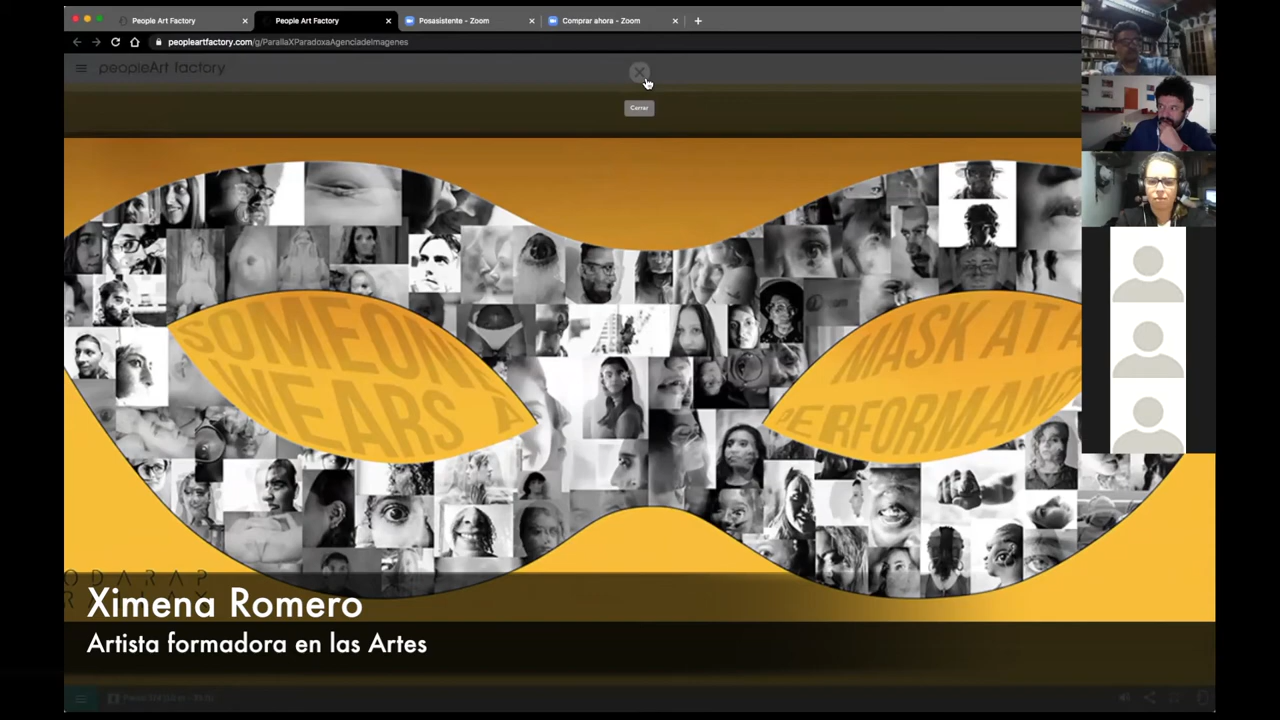 People Art Factory
People Art Factory
Posasistente - Zoom
Comprar ahora - Zoom
peopleartfactory.com/g/ParallaXParadoxaAgenciadeImagenes
peopleArt factory
Cerrar
SOMEONE
WEARS A
MASK AT A
PERFORMANC
ODARAP
Ximena Romero
Artista formadora en las Artes